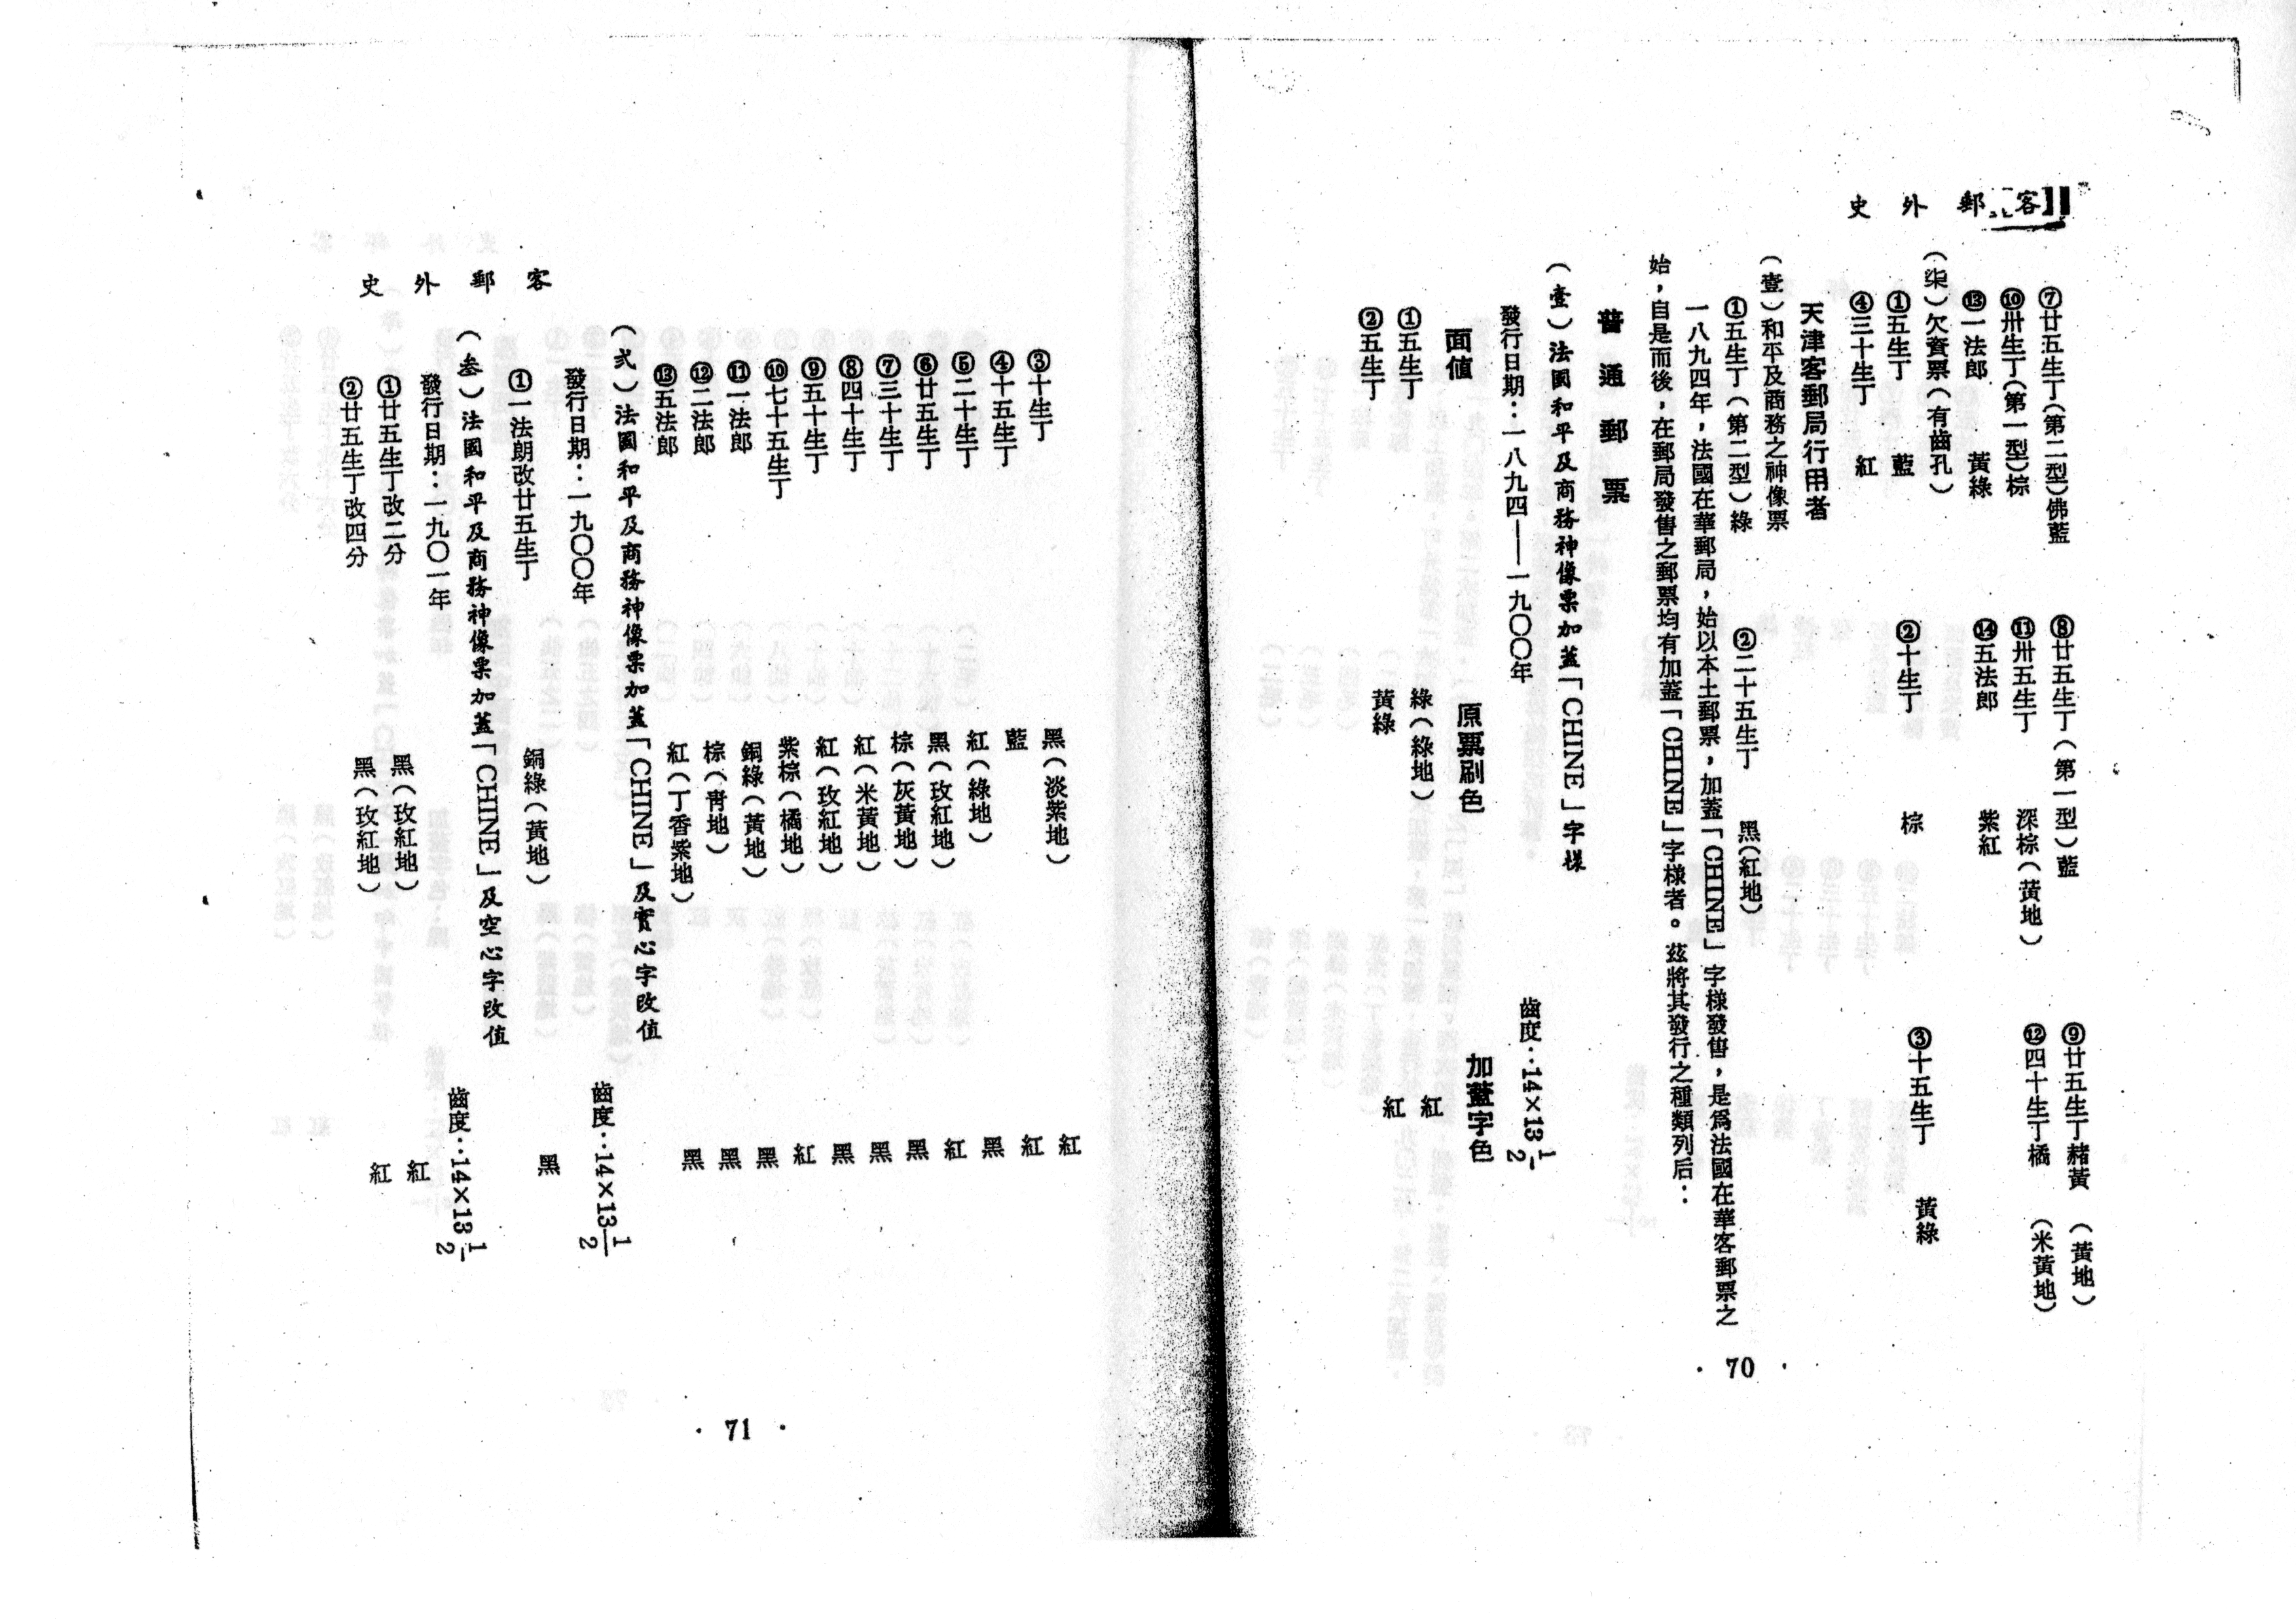 客郵外史
⑦廿五生丁(第二型)佛藍 ⑧廿五生丁(第一型)藍 ⑨廿五生丁赭黃(黃地)
⑩卅生丁(第一型)棕 ⑪卅五生丁 深棕(黃地) ⑫四十生丁橘(米黃地)
⑬一法郎 黃綠 ⑭五法郎 紫紅
(柒)欠資票(有齒孔)
①五生丁 藍 ②十生丁 棕 ③十五生丁 黃綠
④三十生丁 紅
天津客郵局行用者
(壹)和平及商務之神像票
①五生丁(第二型)綠 ②二十五生丁 黑(紅地)
一八九四年,法國在華郵局,始以本土郵票,加蓋「CHINE」字樣發售,是爲法國在華客郵票之
始,自是而後,在郵局發售之郵票均有加蓋「CHINE」字樣者。茲將其發行之種類列后:
普通郵票
(壹)法國和平及商務神像票加蓋「CHINE」字樣
發行日期:一八九四——一九〇〇年 齒度:14×13½
面值 原票刷色 加蓋字色
①五生丁 綠(綠地) 紅
②五生丁 黃綠 紅
· 70 ·
③十生丁 黑(淡紫地) 紅
④十五生丁 藍 紅
⑤二十生丁 紅(綠地) 黑
⑥廿五生丁 黑(玫紅地) 紅
⑦三十生丁 棕(灰黃地) 黑
⑧四十生丁 紅(米黃地) 黑
⑨五十生丁 紅(玫紅地) 黑
⑩七十五生丁 紫棕(橘地) 紅
⑪一法郎 銅綠(黃地) 黑
⑫二法郎 棕(青地) 黑
⑬五法郎 紅(丁香紫地) 黑
(弍)法國和平及商務神像票加蓋「CHINE」及實心字改值
發行日期:一九〇〇年 齒度:14×13½
①一法朗改廿五生丁 銅綠(黃地) 黑
(叁)法國和平及商務神像票加蓋「CHINE」及空心字改值
發行日期:一九〇一年 齒度:14×13½
①廿五生丁改二分 黑(玫紅地) 紅
②廿五生丁改四分 黑(玫紅地) 紅
客郵外史
· 71 ·